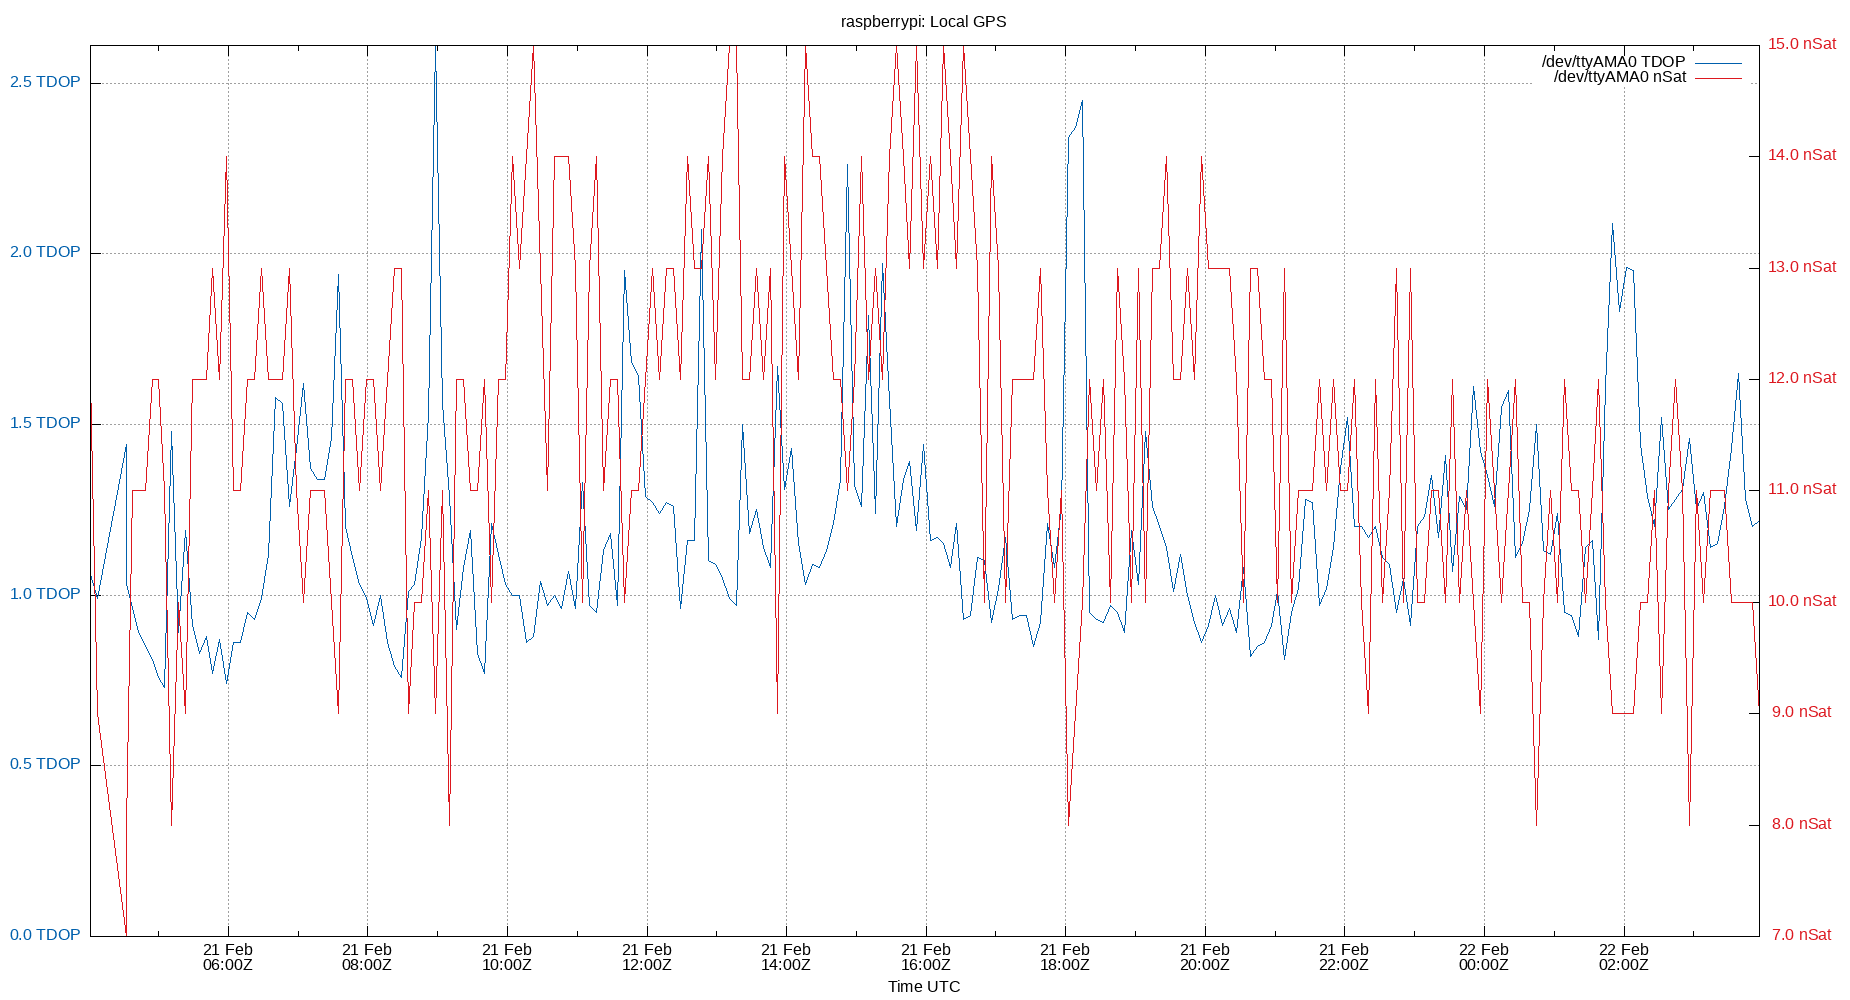 raspberrypi: Local GPS
/dev/ttyAMA0 TDOP
/dev/ttyAMA0 nSat
2.5 TDOP
2.0 TDOP
1.5 TDOP
1.0 TDOP
0.5 TDOP
0.0 TDOP
15.0 nSat
14.0 nSat
13.0 nSat
12.0 nSat
11.0 nSat
10.0 nSat
9.0 nSat
8.0 nSat
7.0 nSat
21 Feb
06:00Z
21 Feb
08:00Z
21 Feb
10:00Z
21 Feb
12:00Z
21 Feb
14:00Z
21 Feb
16:00Z
21 Feb
18:00Z
21 Feb
20:00Z
21 Feb
22:00Z
22 Feb
00:00Z
22 Feb
02:00Z
Time UTC